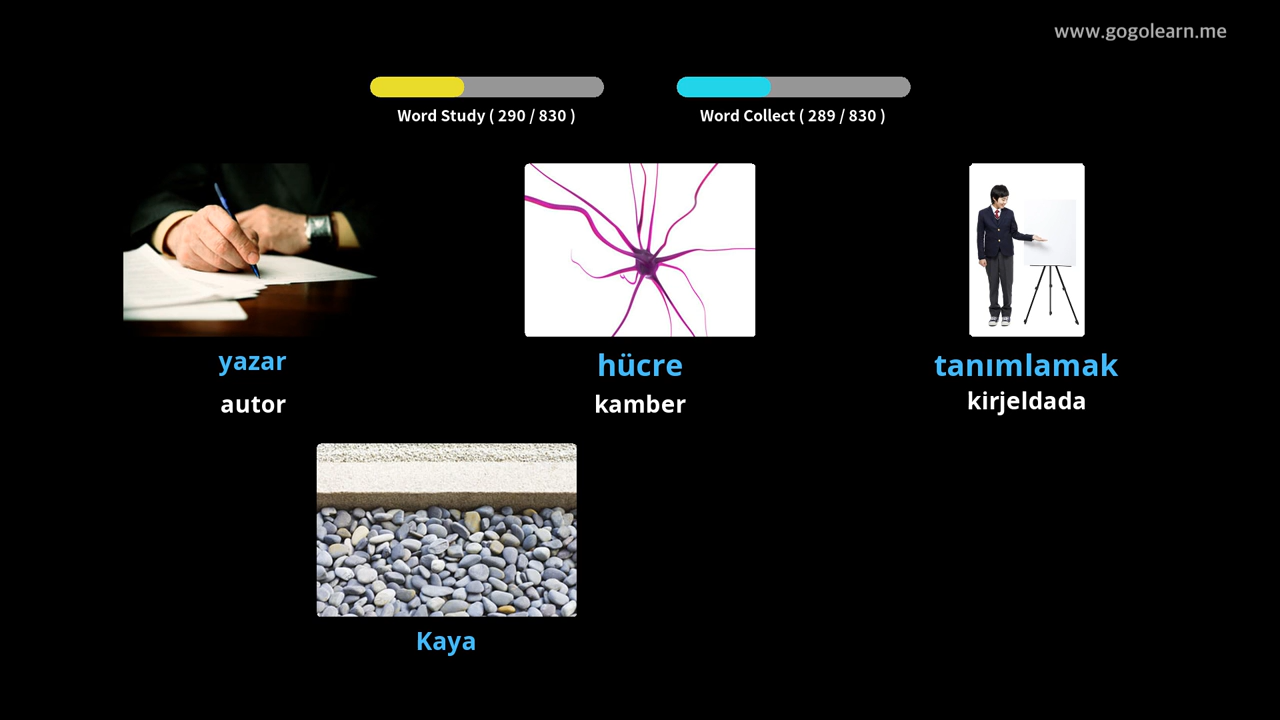 www.gogolearn.me
Word Study ( 290 / 830 )
Word Collect ( 289 / 830 )
yazar
autor
hücre
kamber
tanımlamak
kirjeldada
Kaya